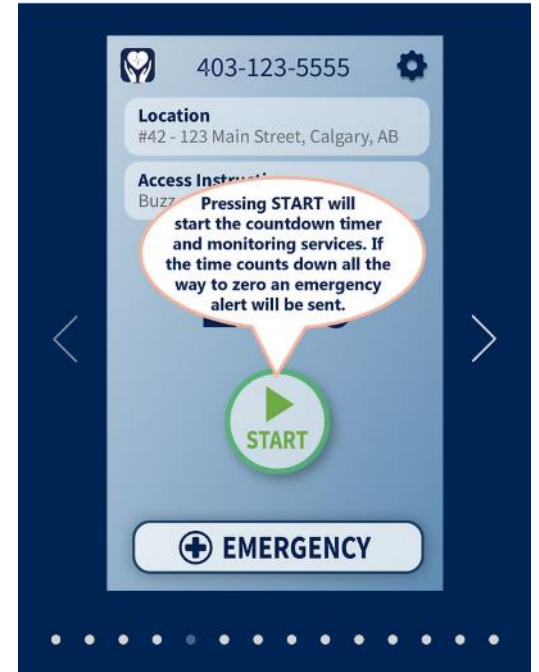 403-123-5555
Location
#42 - 123 Main Street, Calgary, AB
Access
Buzz
Pressing START will
start the countdown timer
and monitoring services. If
the time counts down all the
way to zero an emergency
alert will be sent.
START
EMERGENCY